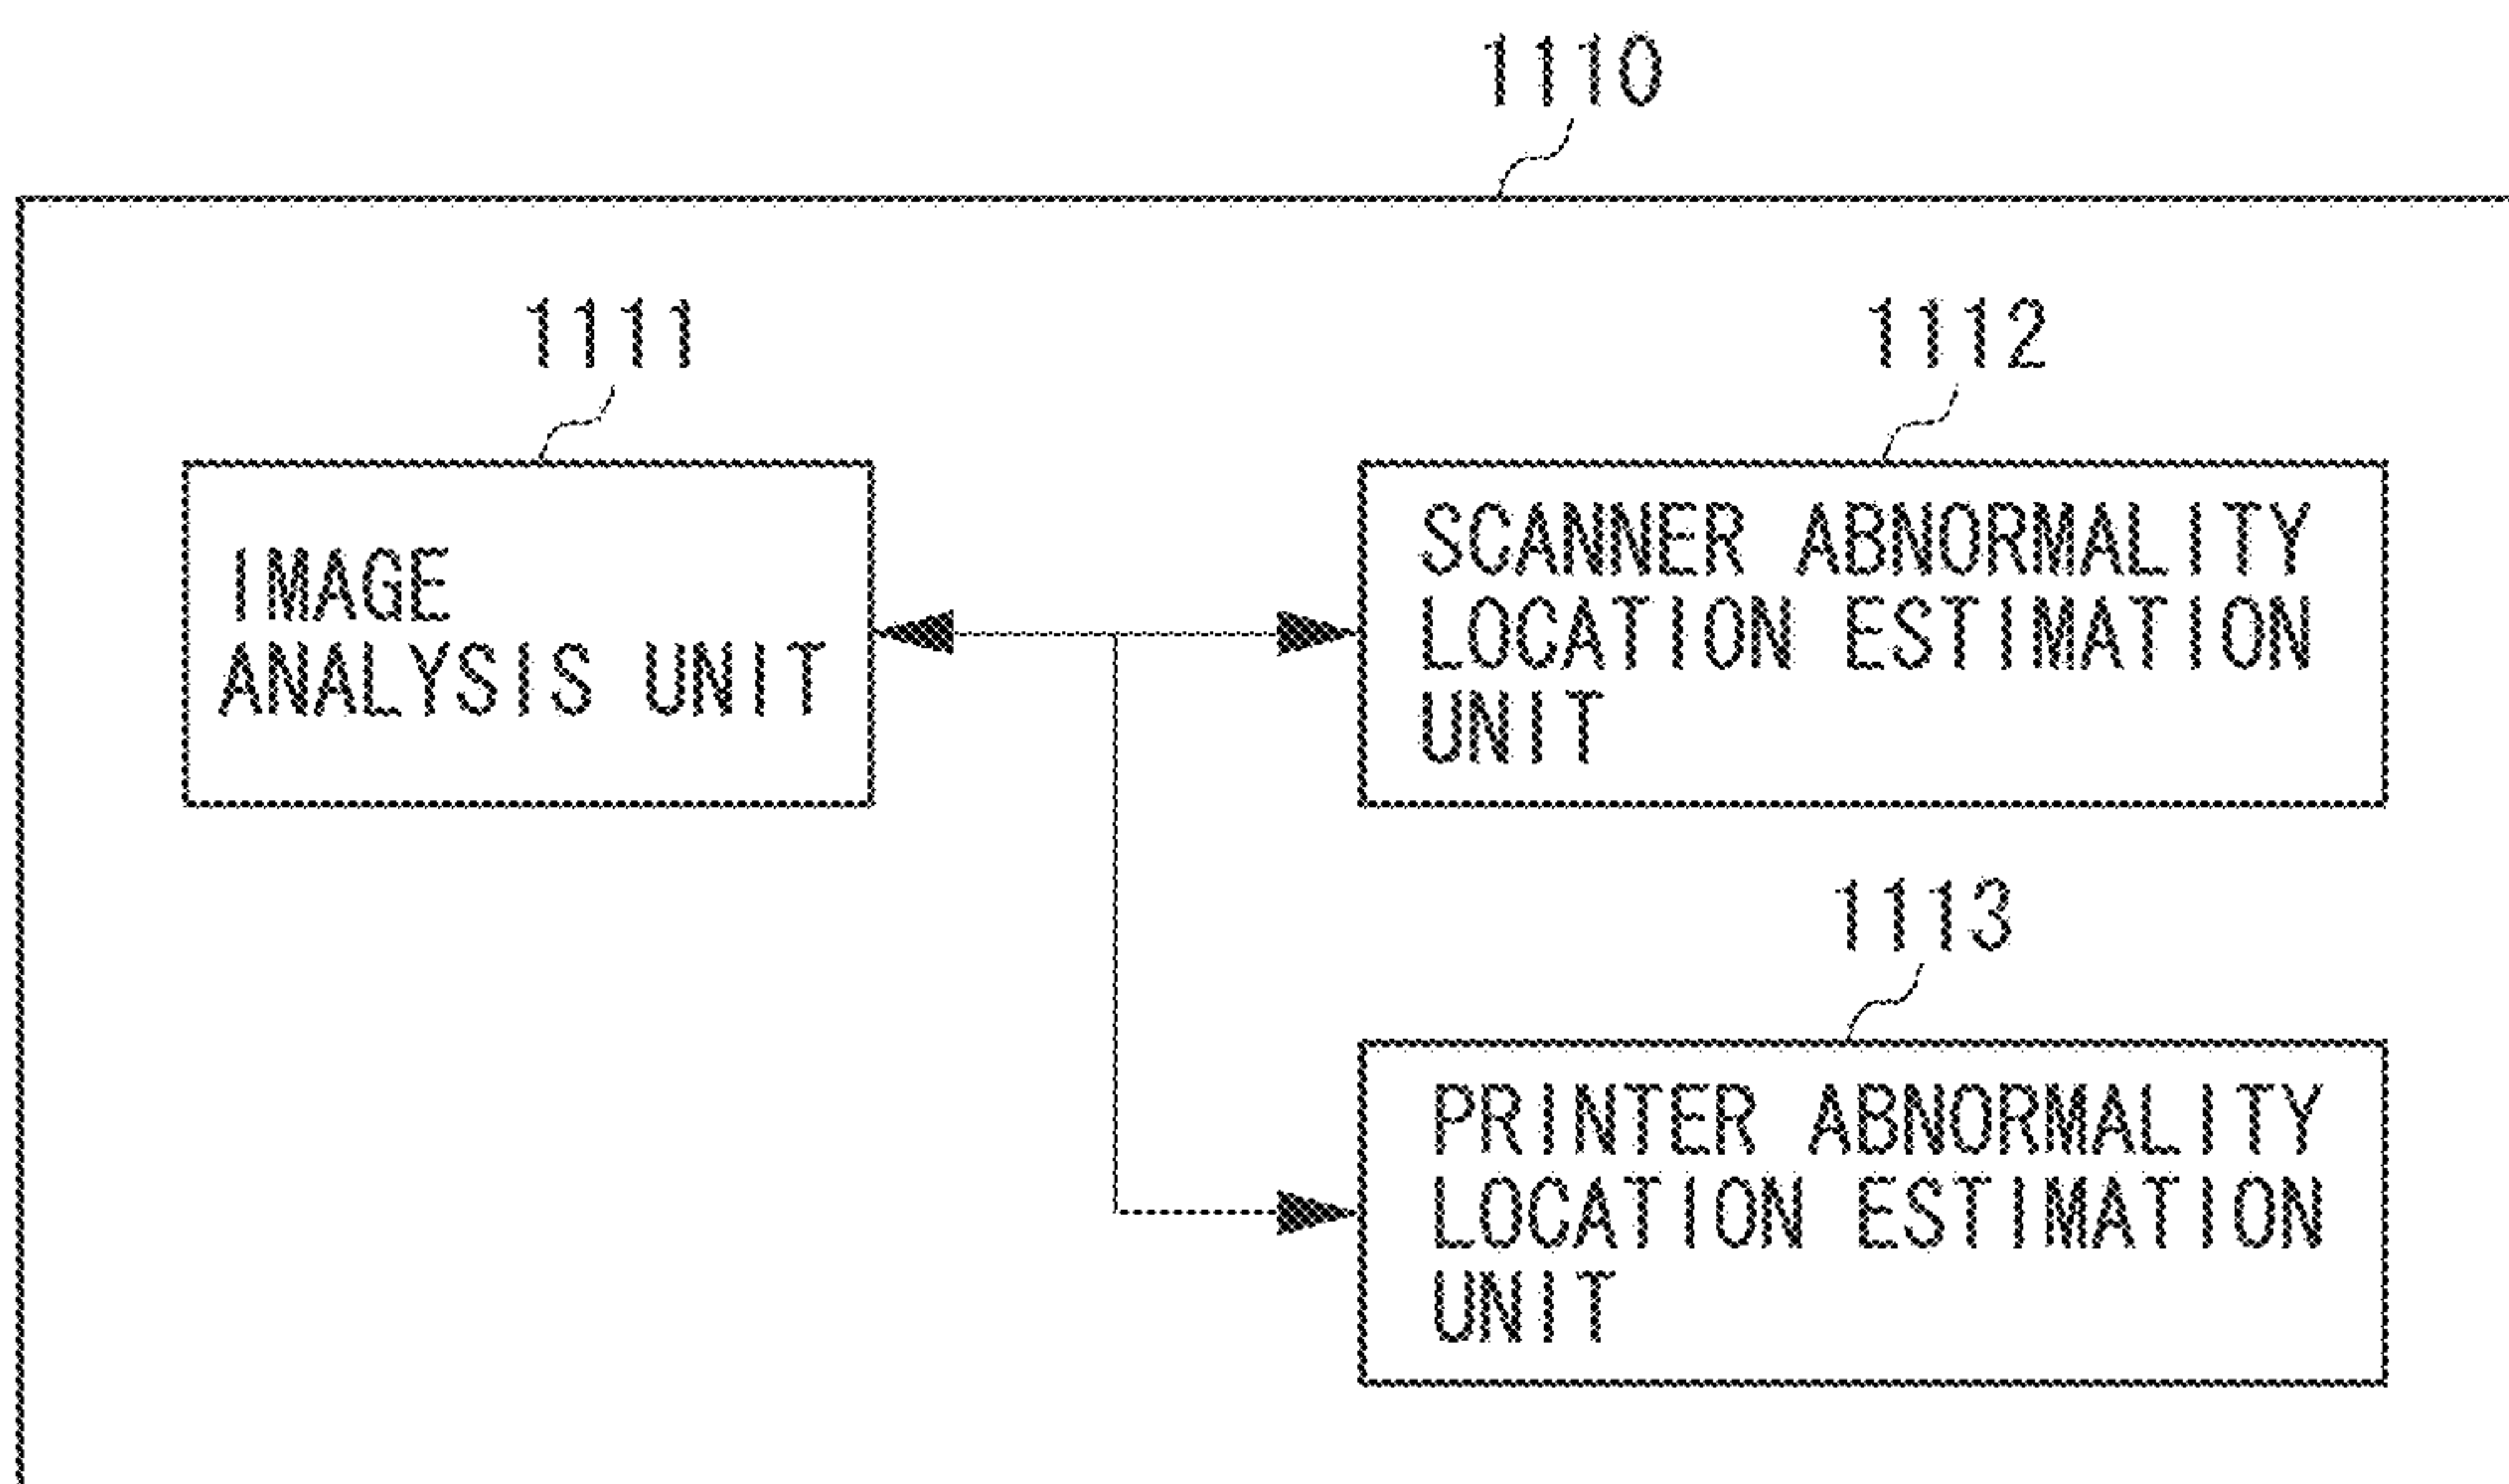 1110
1111
IMAGE
ANALYSIS UNIT
1112
SCANNER ABNORMALITY
LOCATION ESTIMATION
UNIT
1113
PRINTER ABNORMALITY
LOCATION ESTIMATION
UNIT